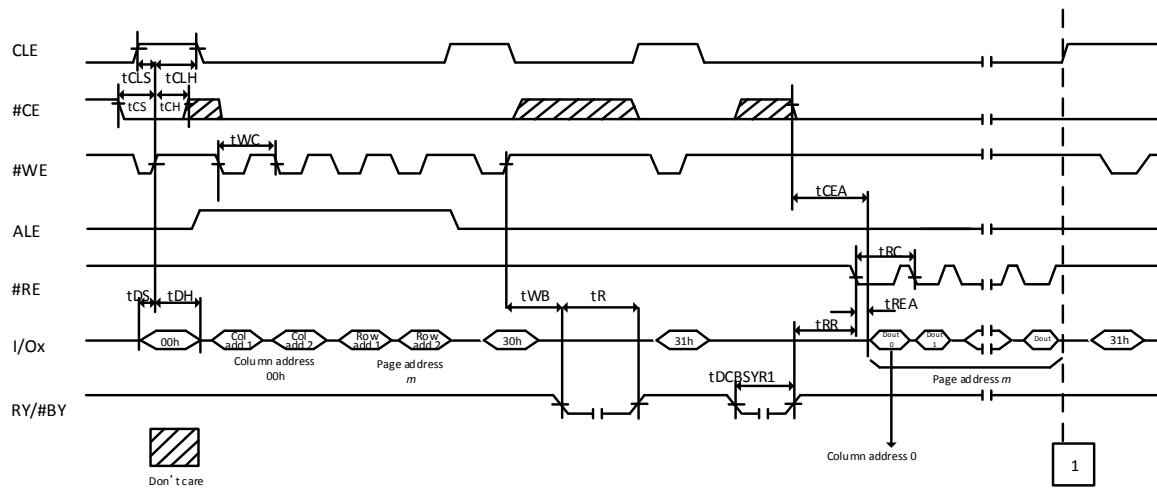 CLE
tCLS tCLH
#CE
tCS tCH
tWC
#WE
tCEA
ALE
tRC
#RE
tDS tDH
tWB tR
tREA
tRR
I/Ox
00h
Col add.1
Col add.2
Row add.1
Row add.2
30h
31h
Dout 0
Dout 1
Dout
31h
Column address
00h
Page address
m
tDCBSYR1
Page address m
RY/#BY
Column address 0
1
Don't care